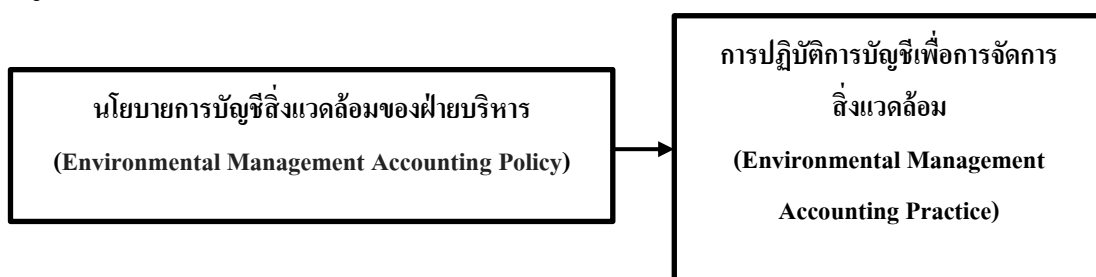 นโยบายการบัญชีสิ่งแวดล้อมของฝ่ายบริหาร
(Environmental Management Accounting Policy)
การปฏิบัติการบัญชีเพื่อการจัดการ
สิ่งแวดล้อม
(Environmental Management
Accounting Practice)